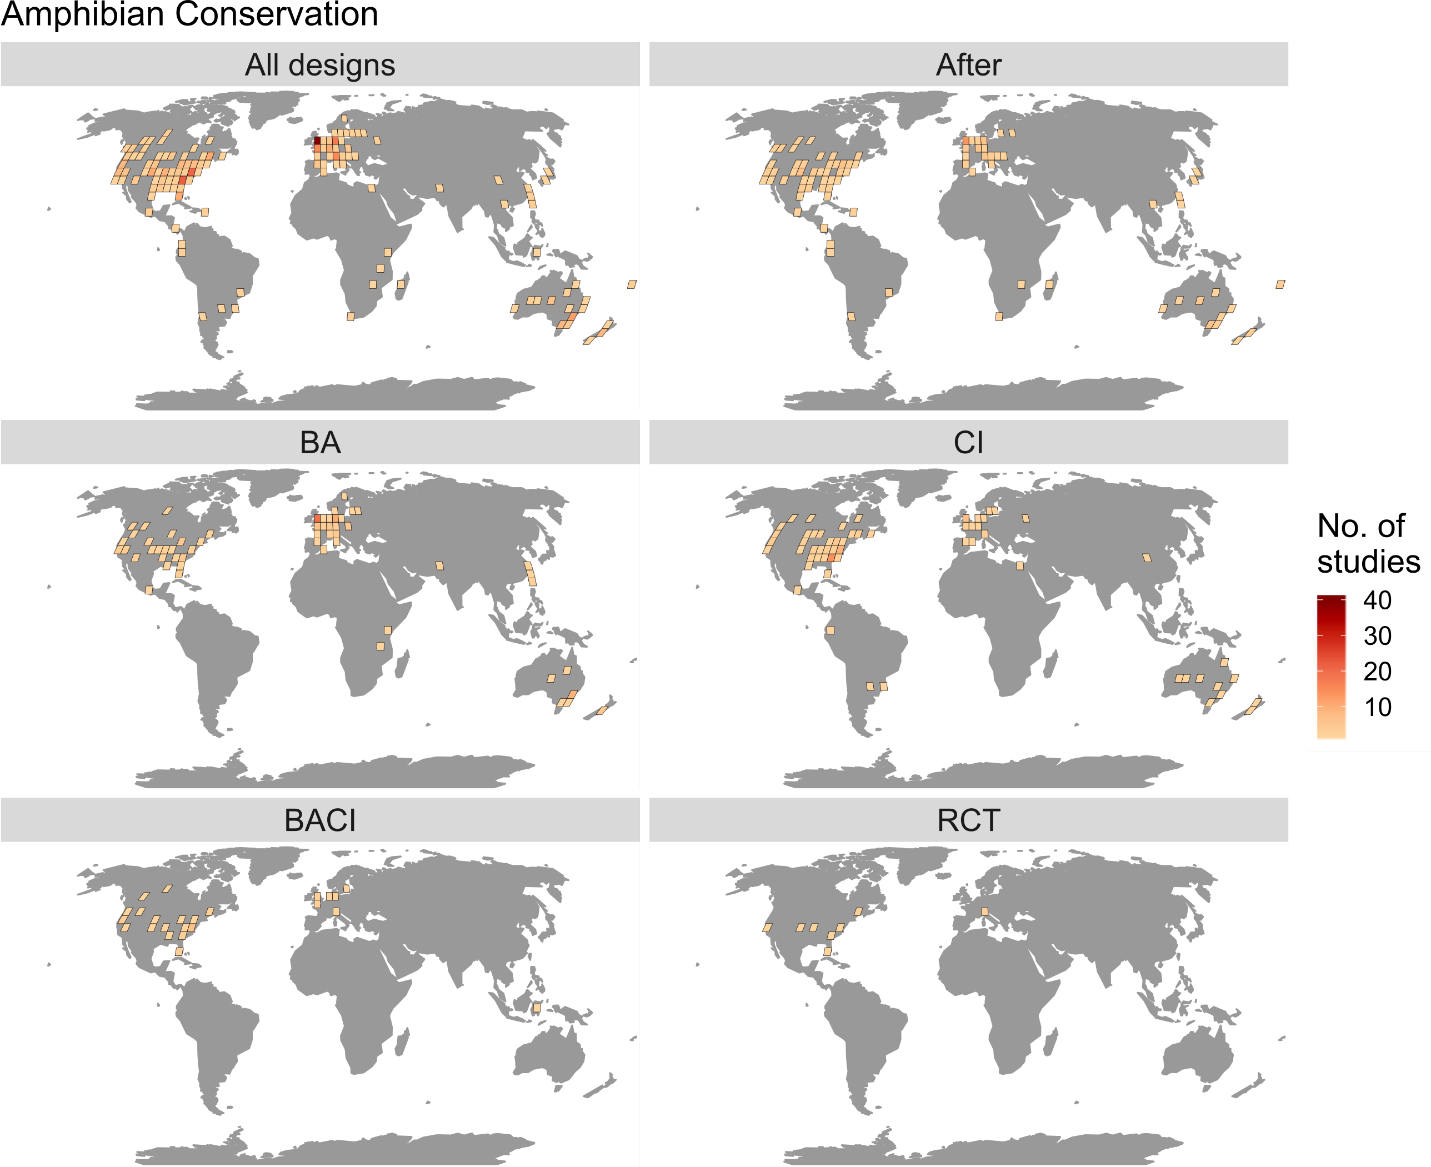 Amphibian Conservation
All designs
After
BA
CI
No. of
studies
40
30
20
10
BACI
RCT